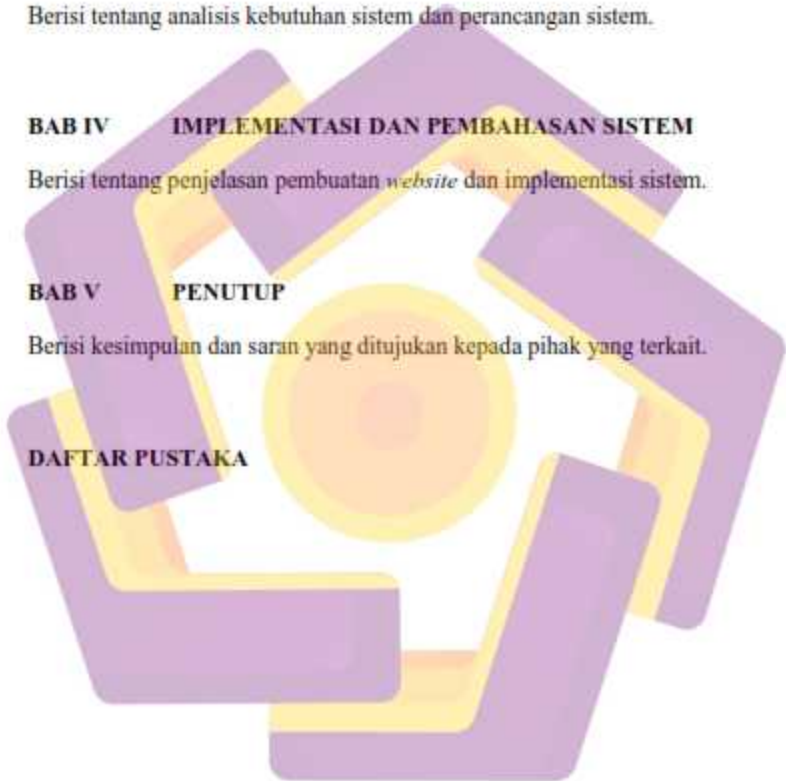 Berisi tentang analisis kebutuhan sistem dan perancangan sistem.
BAB IV IMPLEMENTASI DAN PEMBAHASAN SISTEM
Berisi tentang penjelasan pembuatan website dan implementasi sistem.
BAB V PENUTUP
Berisi kesimpulan dan saran yang ditujukan kepada pihak yang terkait.
DAFTAR PUSTAKA